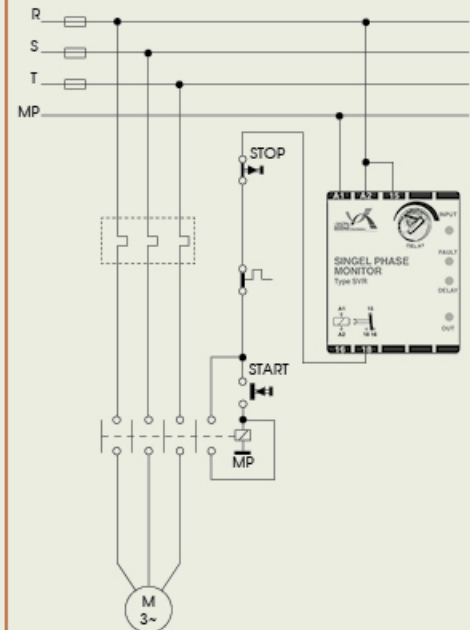 R
S
T
MP
STOP
A1 A2 15
INPUT
DELAY
SINGEL PHASE
MONITOR
Type SVR
FAULT
DELAY
A1 15
A2 16 18
OUT
16 18
START
MP
M
3~